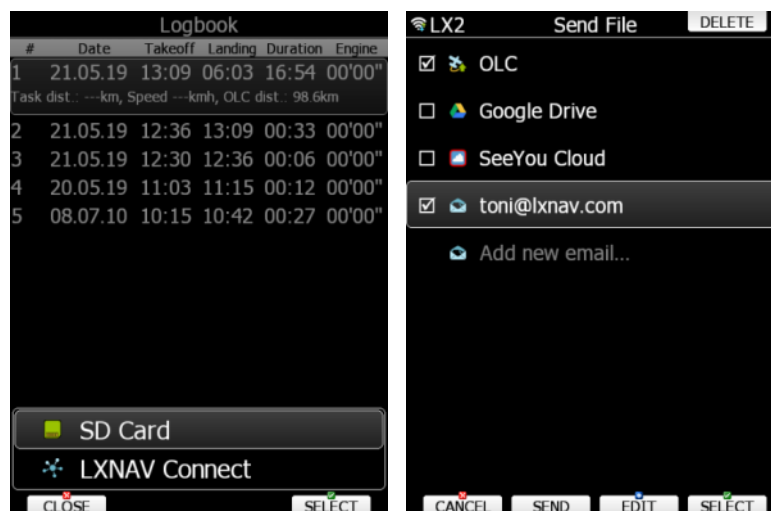 Logbook
# Date Takeoff Landing Duration Engine
1 21.05.19 13:09 06:03 16:54 00'00"
Task dist.: ---km, Speed ---kmh, OLC dist.: 98.6km
2 21.05.19 12:36 13:09 00:33 00'00"
3 21.05.19 12:30 12:36 00:06 00'00"
4 20.05.19 11:03 11:15 00:12 00'00"
5 08.07.10 10:15 10:42 00:27 00'00"
SD Card
LXNAV Connect
CLOSE SELECT
LX2 Send File DELETE
OLC
Google Drive
SeeYou Cloud
toni@lxnav.com
Add new email...
CANCEL SEND EDIT SELECT